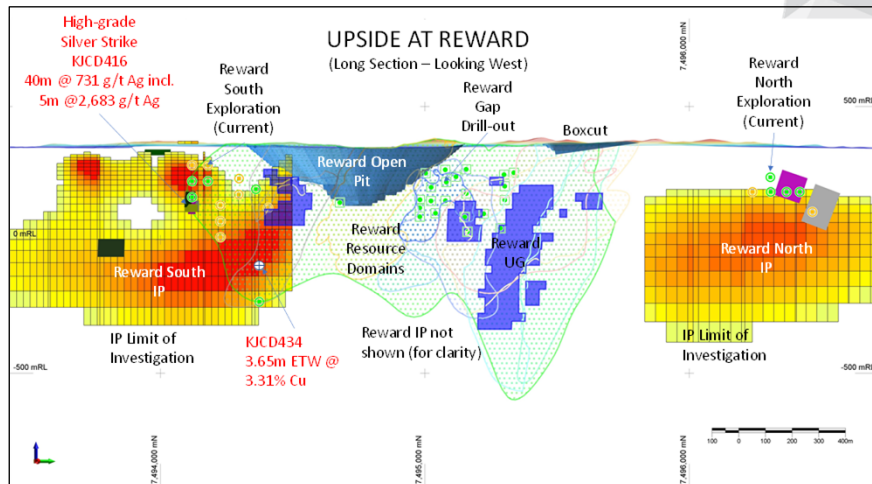 High-grade
Silver Strike
KJCD416
40m @ 731 g/t Ag incl.
5m @2,683 g/t Ag
Reward
South
Exploration
(Current)
UPSIDE AT REWARD
(Long Section – Looking West)
Reward
Gap
Drill-out
Boxcut
7,496,000 mN
Reward
North
Exploration
(Current)
500 mRL
500 mRL
Reward Open
Pit
0 mRL
0 mRL
Reward South
IP
Reward
Resource
Domains
Reward
UG
Reward North
IP
IP Limit of
Investigation
KJCD434
3.65m ETW @
3.31% Cu
Reward IP not
shown (for clarity)
IP Limit of
Investigation
-500 mRL
-500 mRL
7,494,000 mN
7,495,000 mN
7,496,000 mN
100 0 100 200 300 400m